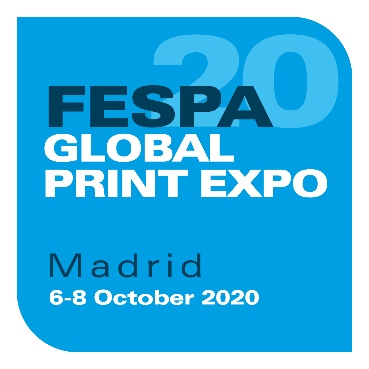 20
FESPA
GLOBAL
PRINT EXPO
Madrid
6-8 October 2020